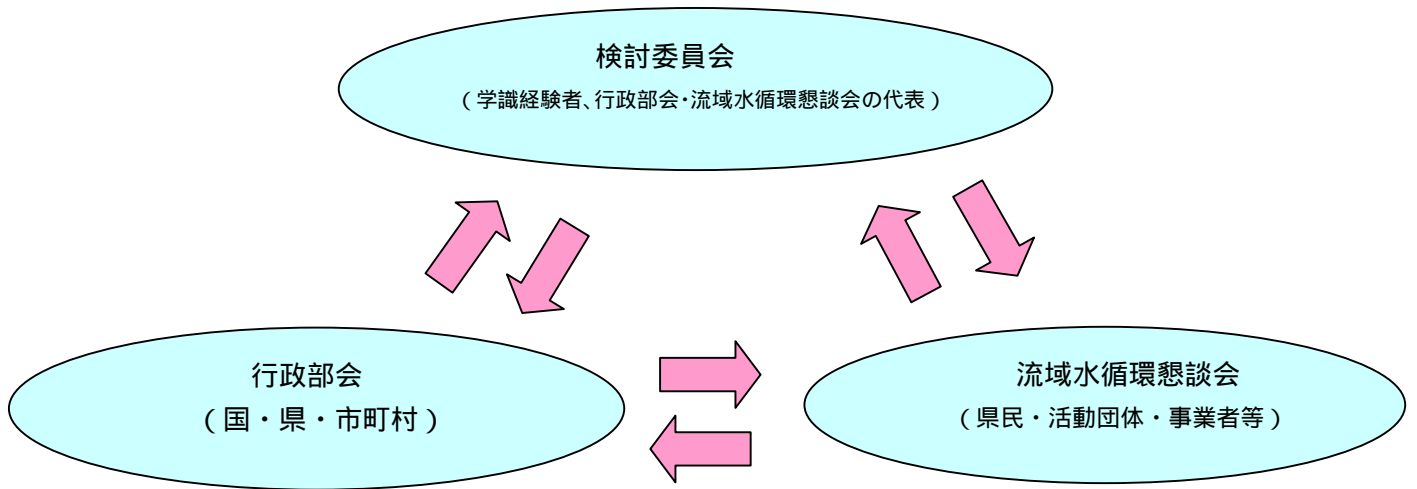 検討委員会
（学識経験者、行政部会・流域水循環懇談会の代表）
行政部会
（国・県・市町村）
流域水循環懇談会
（県民・活動団体・事業者等）